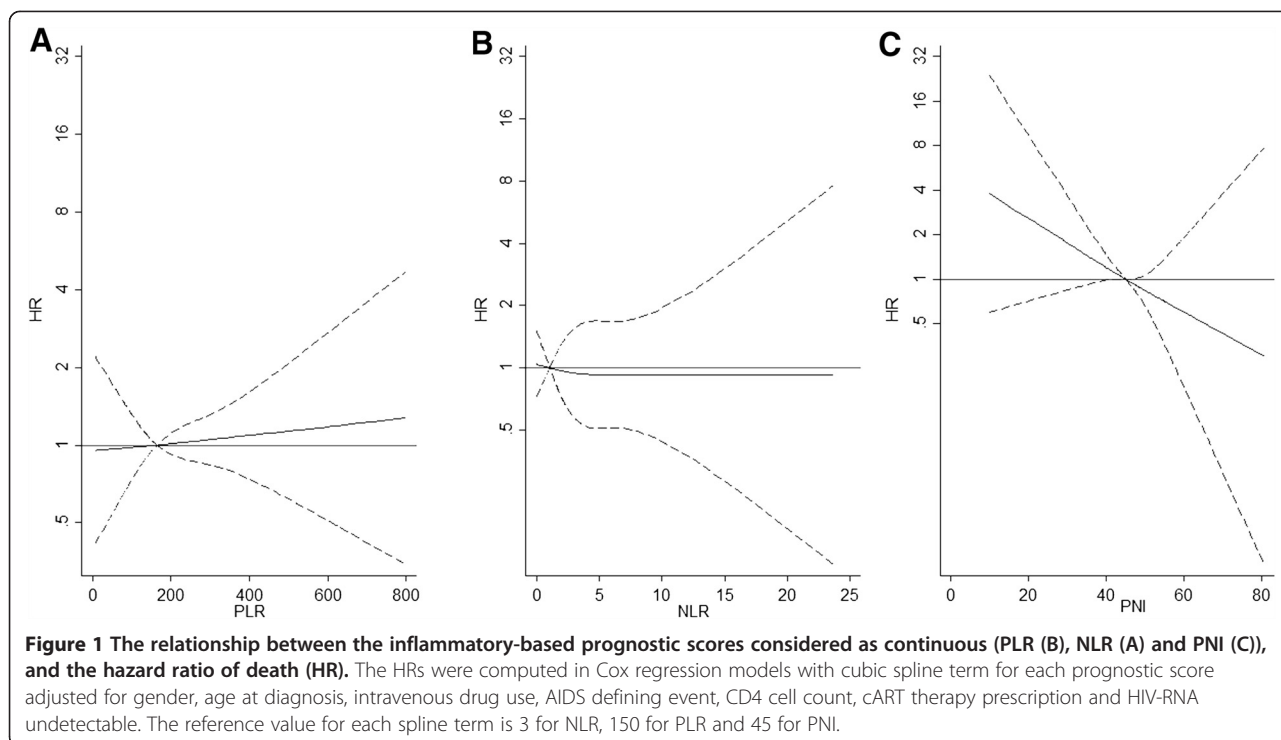 A
32
16
8
4
2
1
.5
HR
0 200 400 600 800
PLR
B
32
16
8
4
2
1
.5
HR
0 5 10 15 20 25
NLR
C
32
16
8
4
2
1
.5
HR
0 20 40 60 80
PNI
Figure 1 The relationship between the inflammatory-based prognostic scores considered as continuous (PLR (B), NLR (A) and PNI (C)),
and the hazard ratio of death (HR). The HRs were computed in Cox regression models with cubic spline term for each prognostic score
adjusted for gender, age at diagnosis, intravenous drug use, AIDS defining event, CD4 cell count, cART therapy prescription and HIV-RNA
undetectable. The reference value for each spline term is 3 for NLR, 150 for PLR and 45 for PNI.